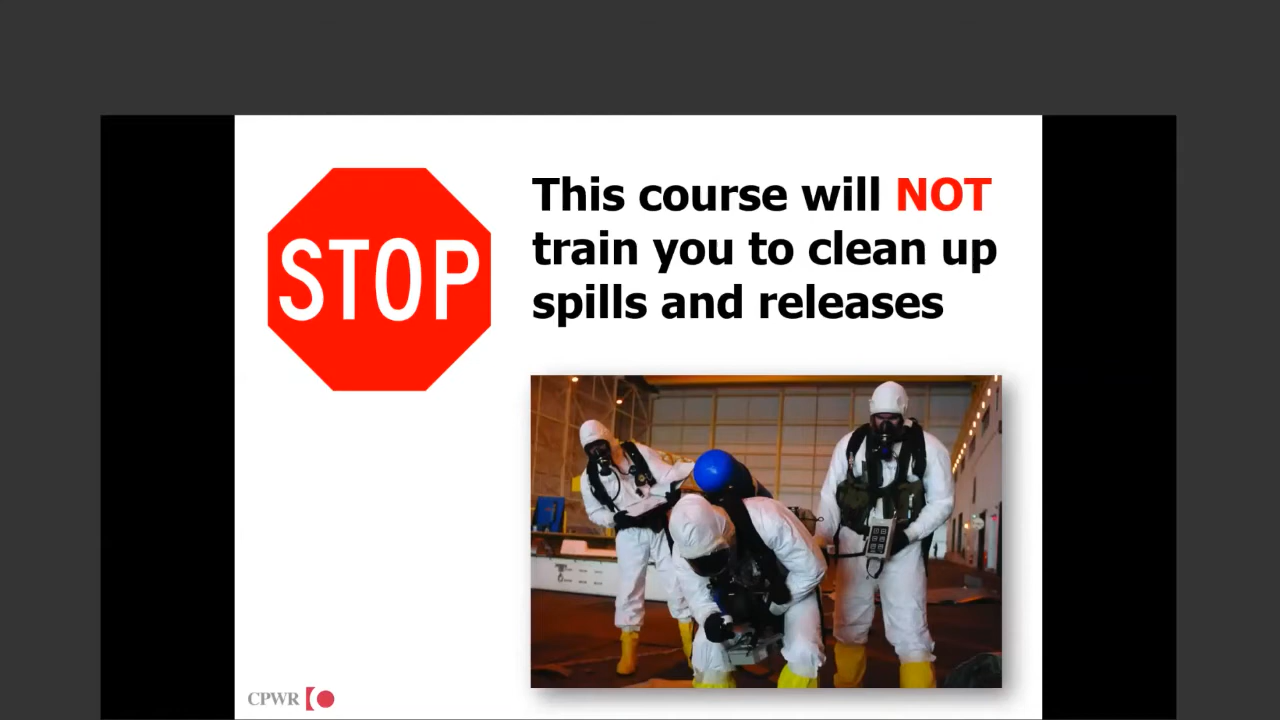 STOP
This course will NOT
train you to clean up
spills and releases
CPWR